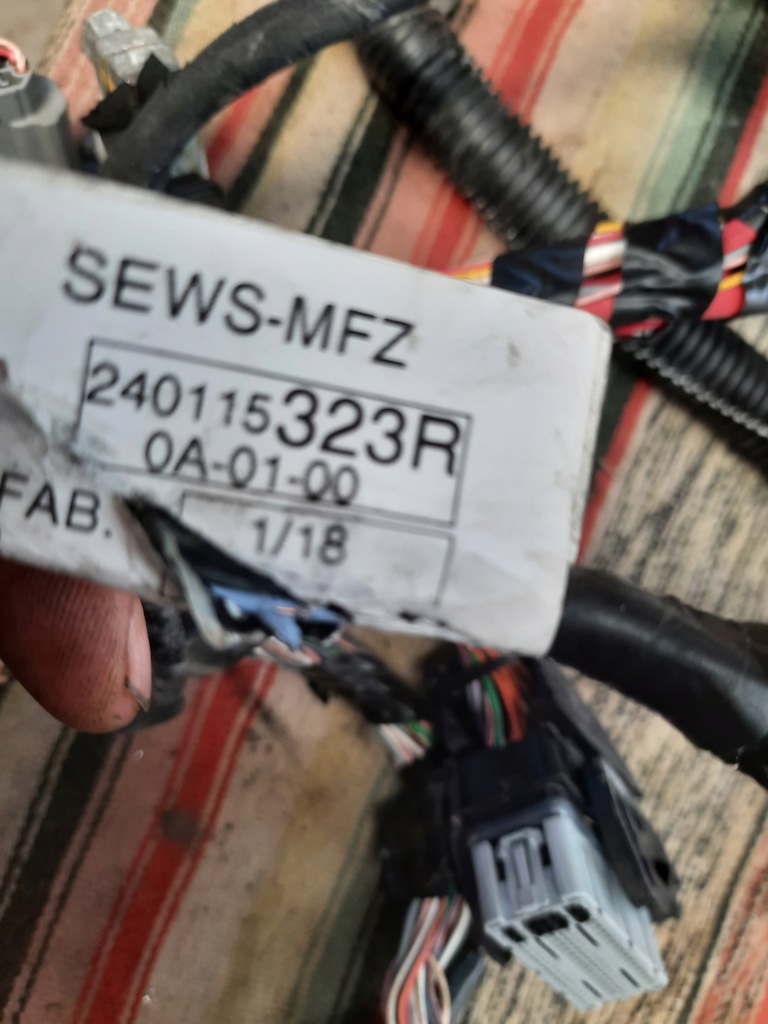 SEWS-MFZ
240115323R
0A-01-00
FAB.
1/18